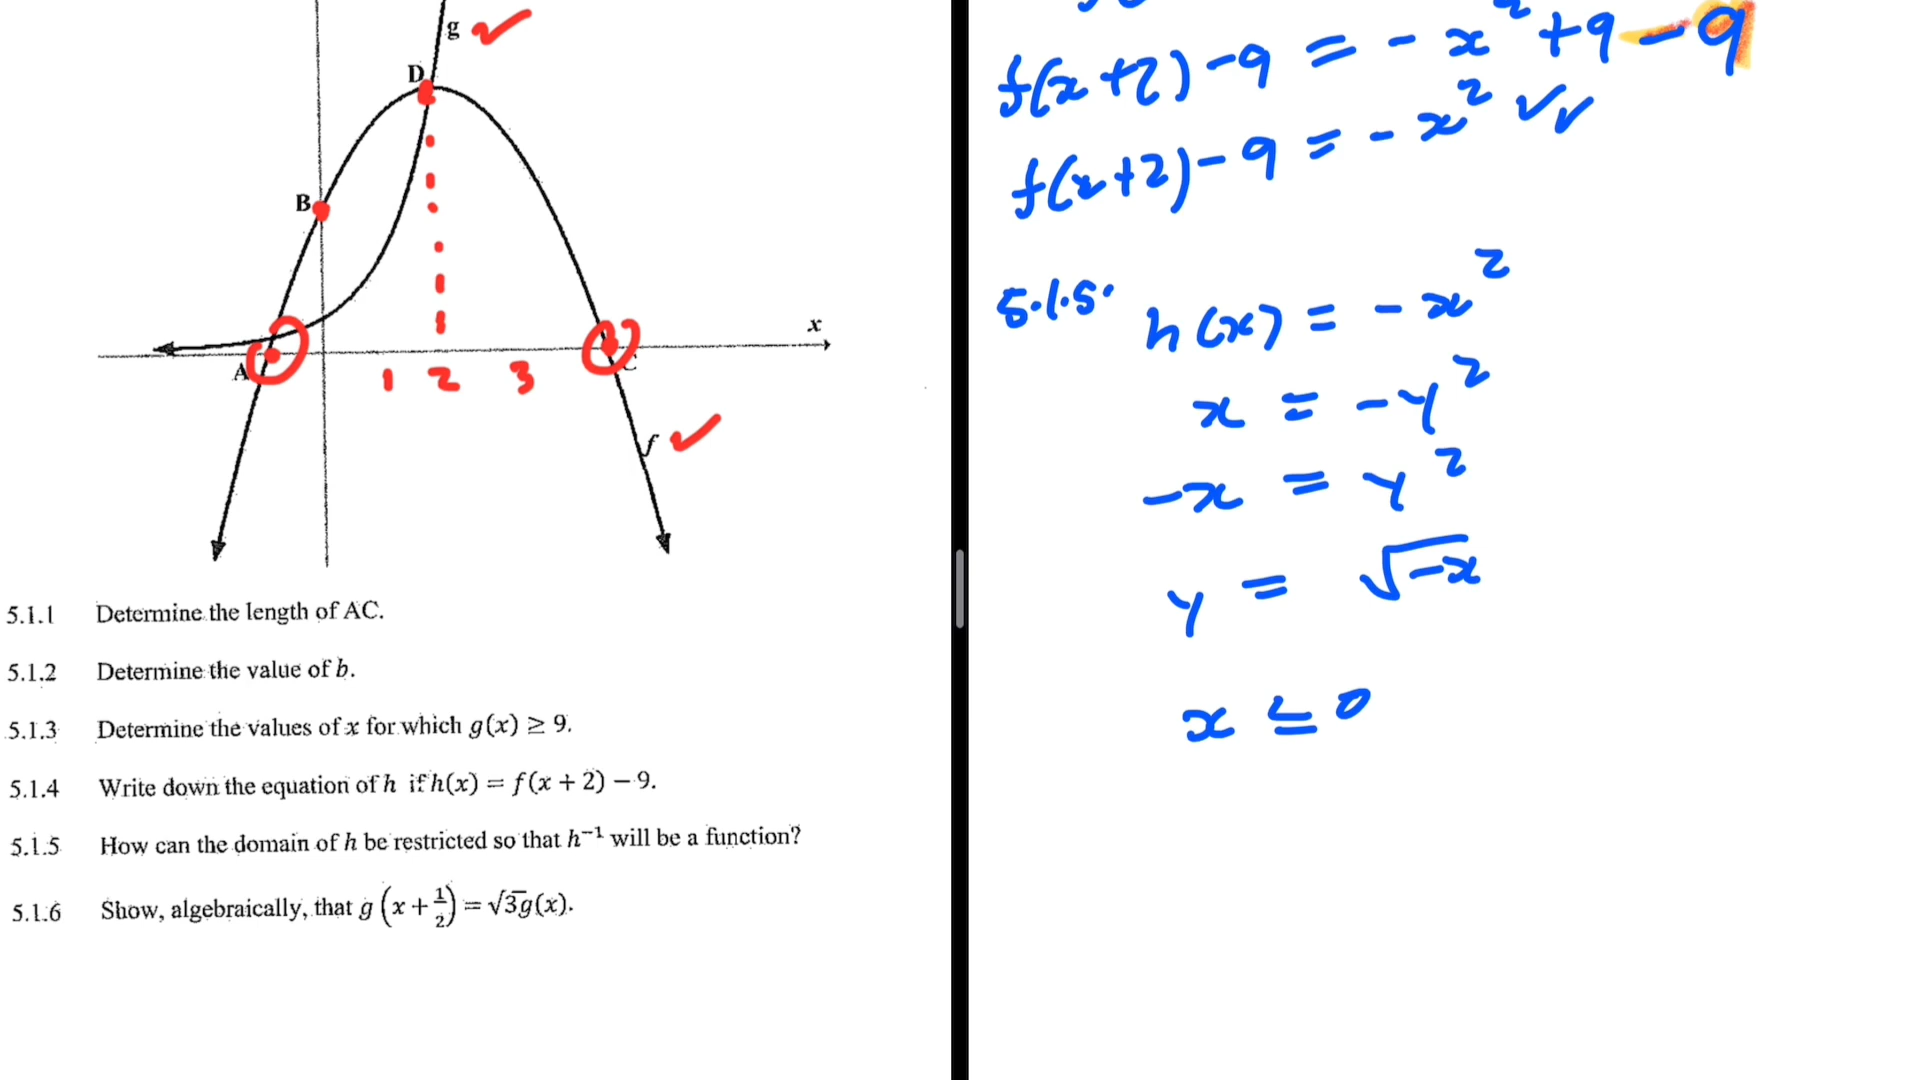 g
D
B
x
A
1 2 3
C
f
5.1.1 Determine the length of AC.
5.1.2 Determine the value of b.
5.1.3 Determine the values of x for which g(x) ≥ 9.
5.1.4 Write down the equation of h if h(x) = f(x + 2) − 9.
5.1.5 How can the domain of h be restricted so that h⁻¹ will be a function?
5.1.6 Show, algebraically, that g(x + 1/2) = √3g(x).
f(x+2) - 9 = -x² + 9 - 9
f(x+2) - 9 = -x²
5.1.5. h(x) = -x²
x = -y²
-x = y²
y = √-x
x ≤ 0